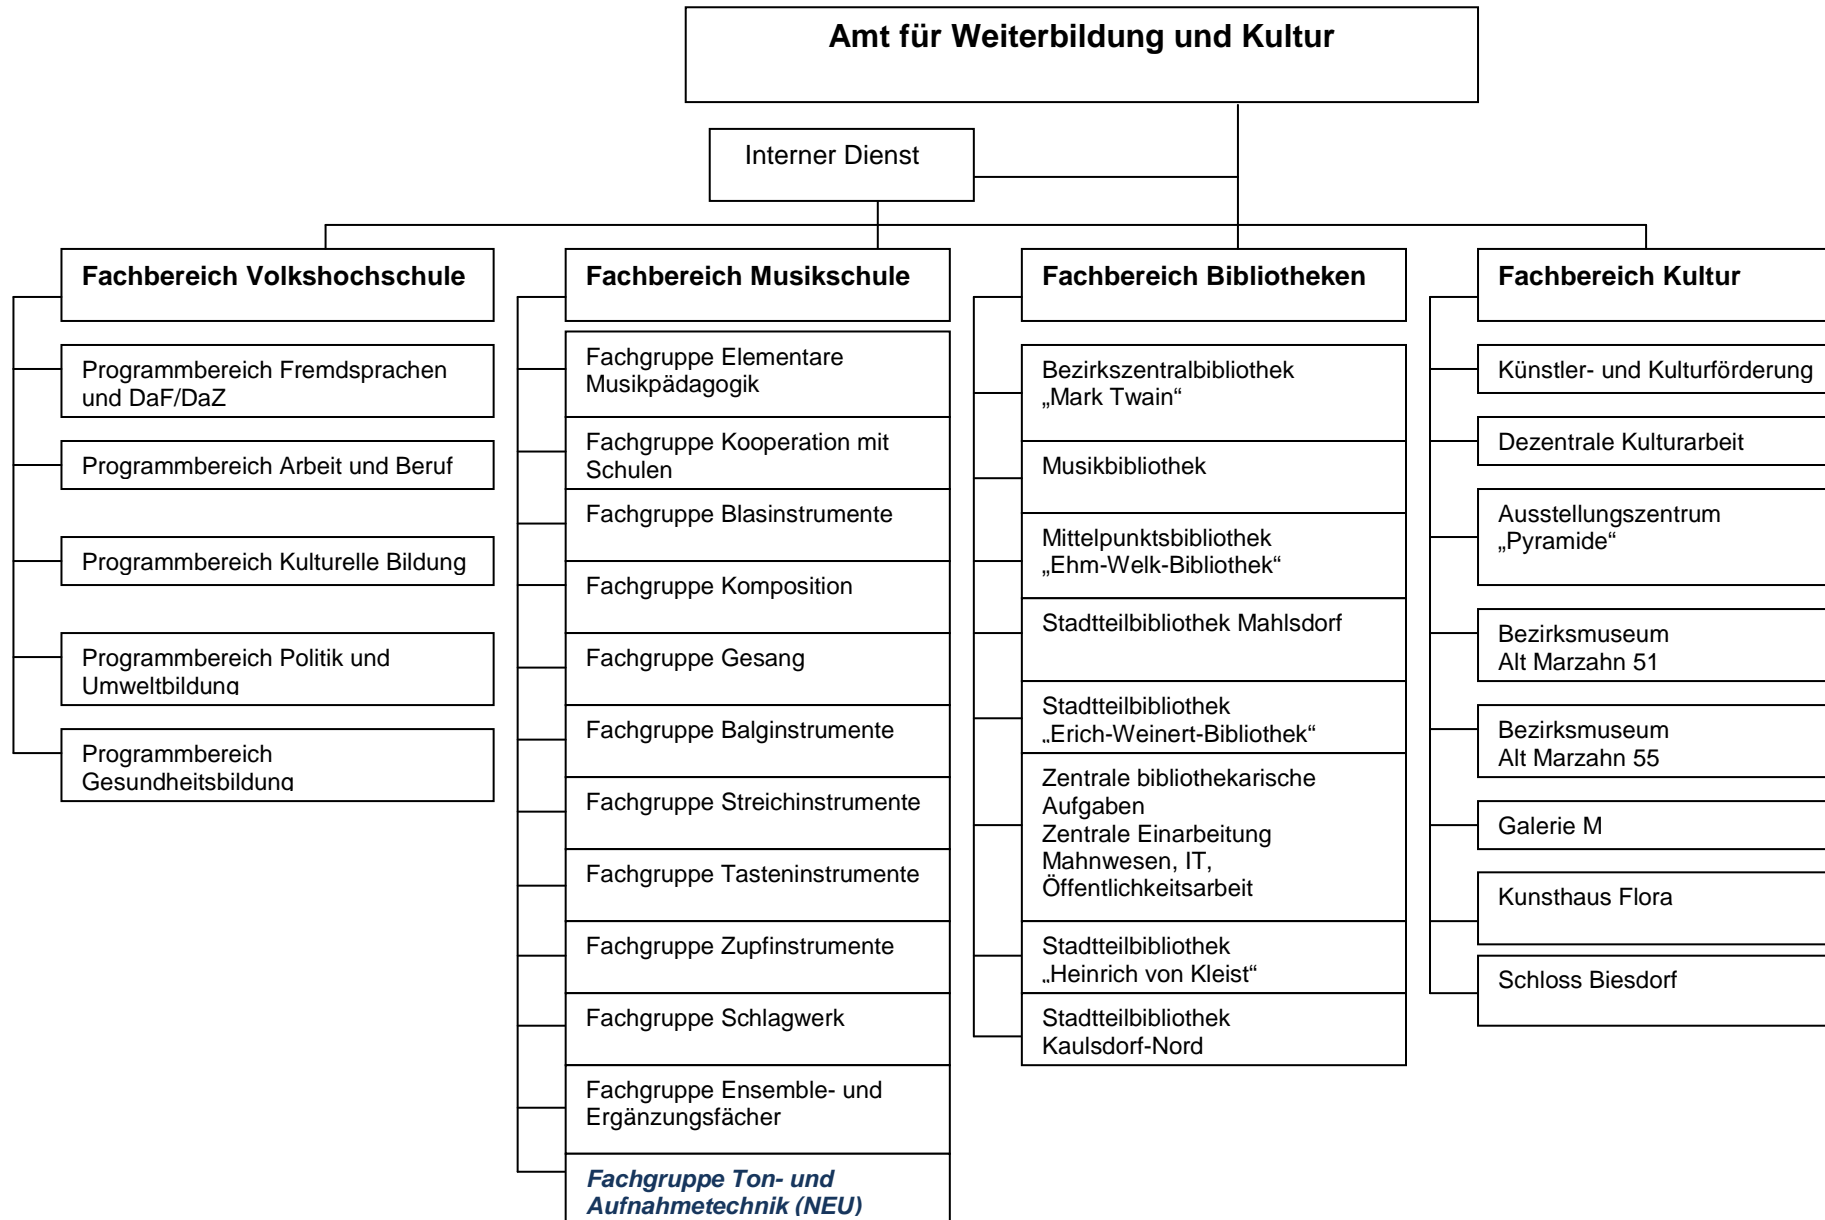 Amt für Weiterbildung und Kultur
Interner Dienst
Fachbereich Volkshochschule
Programmbereich Fremdsprachen
und DaF/DaZ
Programmbereich Arbeit und Beruf
Programmbereich Kulturelle Bildung
Programmbereich Politik und
Umweltbildung
Programmbereich
Gesundheitsbildung
Fachbereich Musikschule
Fachgruppe Elementare
Musikpädagogik
Fachgruppe Kooperation mit
Schulen
Fachgruppe Blasinstrumente
Fachgruppe Komposition
Fachgruppe Gesang
Fachgruppe Balginstrumente
Fachgruppe Streichinstrumente
Fachgruppe Tasteninstrumente
Fachgruppe Zupfinstrumente
Fachgruppe Schlagwerk
Fachgruppe Ensemble- und
Ergänzungsfächer
Fachgruppe Ton- und
Aufnahmetechnik (NEU)
Fachbereich Bibliotheken
Bezirkszentralbibliothek
„Mark Twain“
Musikbibliothek
Mittelpunktsbibliothek
„Ehm-Welk-Bibliothek“
Stadtteilbibliothek Mahlsdorf
Stadtteilbibliothek
„Erich-Weinert-Bibliothek“
Zentrale bibliothekarische
Aufgaben
Zentrale Einarbeitung
Mahnwesen, IT,
Öffentlichkeitsarbeit
Stadtteilbibliothek
„Heinrich von Kleist“
Stadtteilbibliothek
Kaulsdorf-Nord
Fachbereich Kultur
Künstler- und Kulturförderung
Dezentrale Kulturarbeit
Ausstellungszentrum
„Pyramide“
Bezirksmuseum
Alt Marzahn 51
Bezirksmuseum
Alt Marzahn 55
Galerie M
Kunsthaus Flora
Schloss Biesdorf